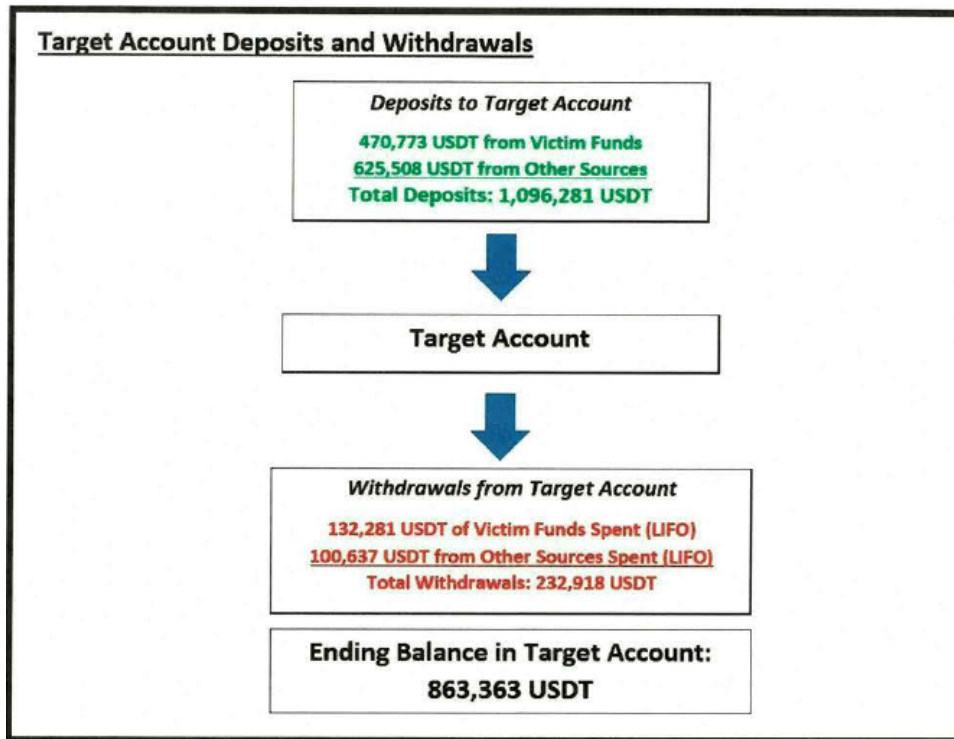 Target Account Deposits and Withdrawals
Deposits to Target Account
470,773 USDT from Victim Funds
625,508 USDT from Other Sources
Total Deposits: 1,096,281 USDT
Target Account
Withdrawals from Target Account
132,281 USDT of Victim Funds Spent (LIFO)
100,637 USDT from Other Sources Spent (LIFO)
Total Withdrawals: 232,918 USDT
Ending Balance in Target Account:
863,363 USDT